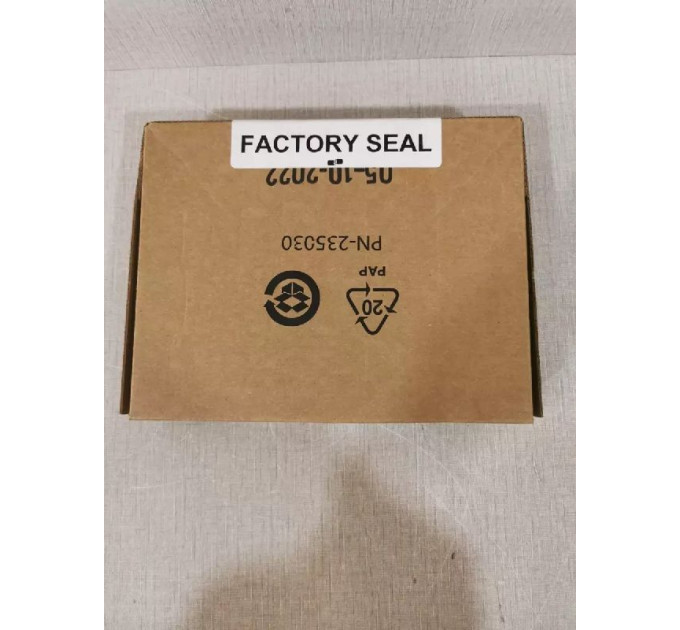 FACTORY SEAL
05-10-2022
PN-235030
PAP
20